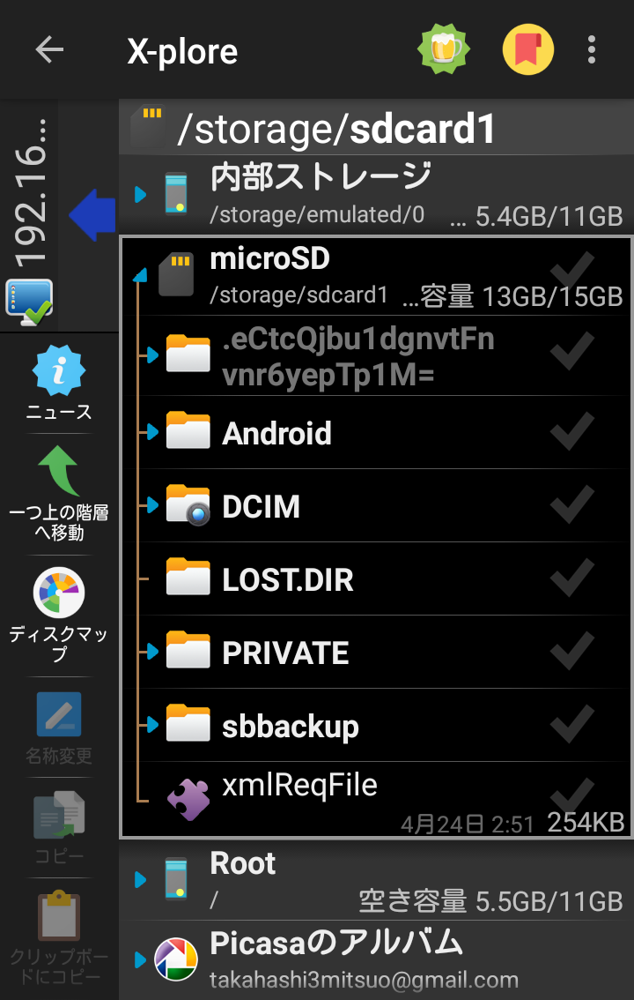 X-plore
/storage/sdcard1
192.16...
内部ストレージ
/storage/emulated/0 ... 5.4GB/11GB
microSD
/storage/sdcard1 ...容量 13GB/15GB
.eCtcQjbu1dgnvtFn
vnr6yepTp1M=
Android
DCIM
LOST.DIR
PRIVATE
sbbackup
xmlReqFile
4月24日 2:51 254KB
Root
/ 空き容量 5.5GB/11GB
Picasaのアルバム
takahashi3mitsuo@gmail.com
ニュース
一つ上の階層
へ移動
ディスクマッ
プ
名称変更
コピー
クリップボー
ドにコピー